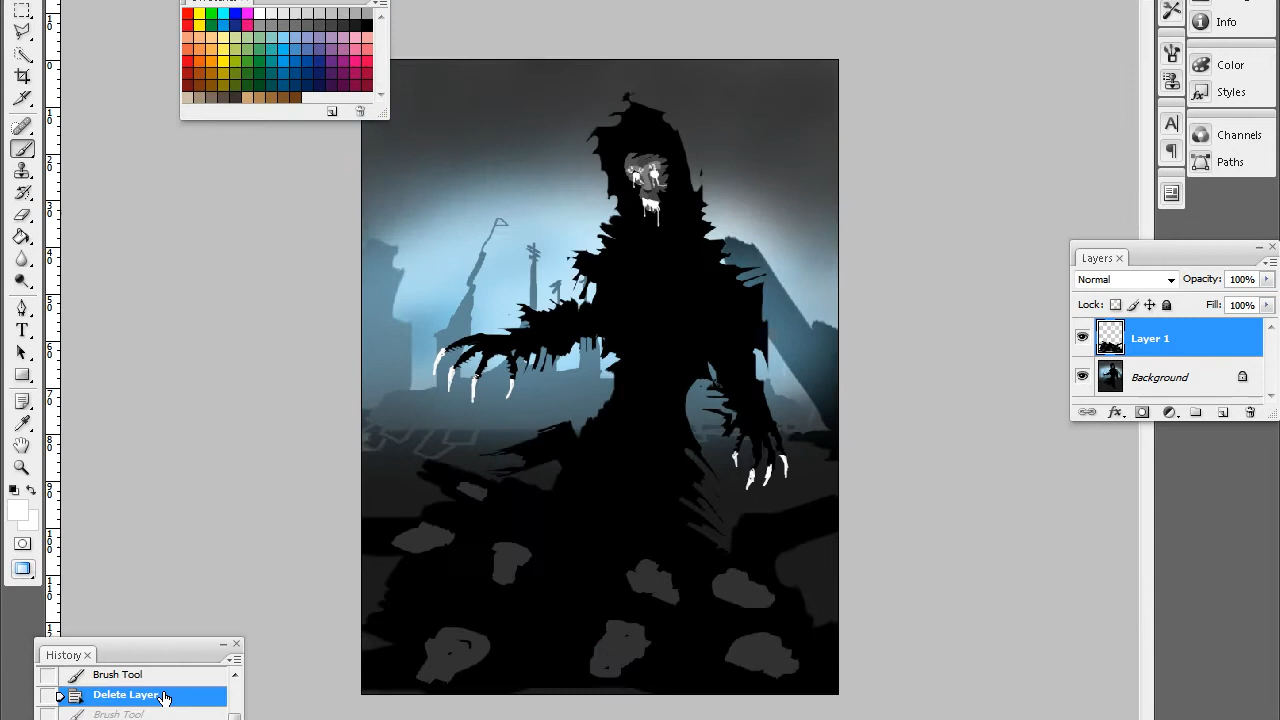 Info
Color
Styles
Channels
Paths
Layers
Normal
Opacity: 100%
Lock:
Fill: 100%
Layer 1
Background
History
Brush Tool
Delete Layer
Brush Tool